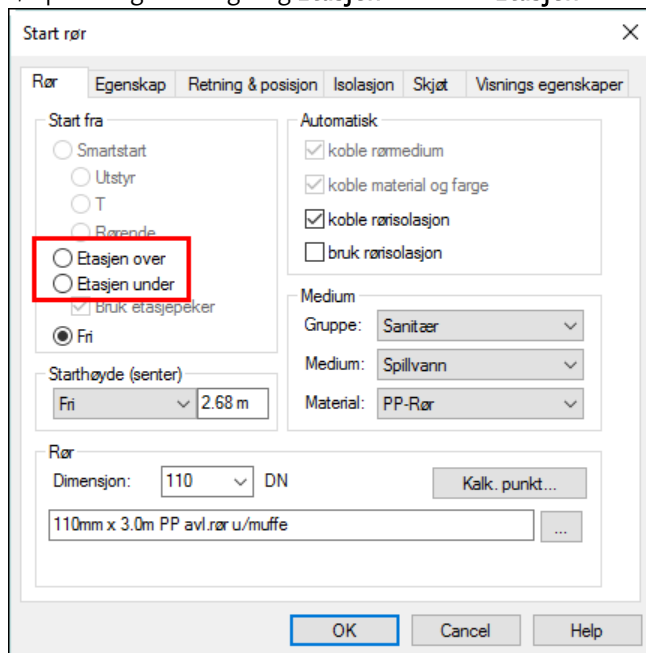 Start rør
Rør Egenskap Retning & posisjon Isolasjon Skjøt Visnings egenskaper
Start fra
Smartstart
Utstyr
T
Rørende
Etasjen over
Etasjen under
Bruk etasjepeker
Fri
Automatisk
koble rørmedium
koble material og farge
koble rørisolasjon
bruk rørisolasjon
Starthøyde (senter)
Fri 2.68 m
Medium
Gruppe: Sanitær
Medium: Spillvann
Material: PP-Rør
Rør
Dimensjon: 110 DN Kalk. punkt...
110mm x 3.0m PP avl.rør u/muffe ...
OK Cancel Help